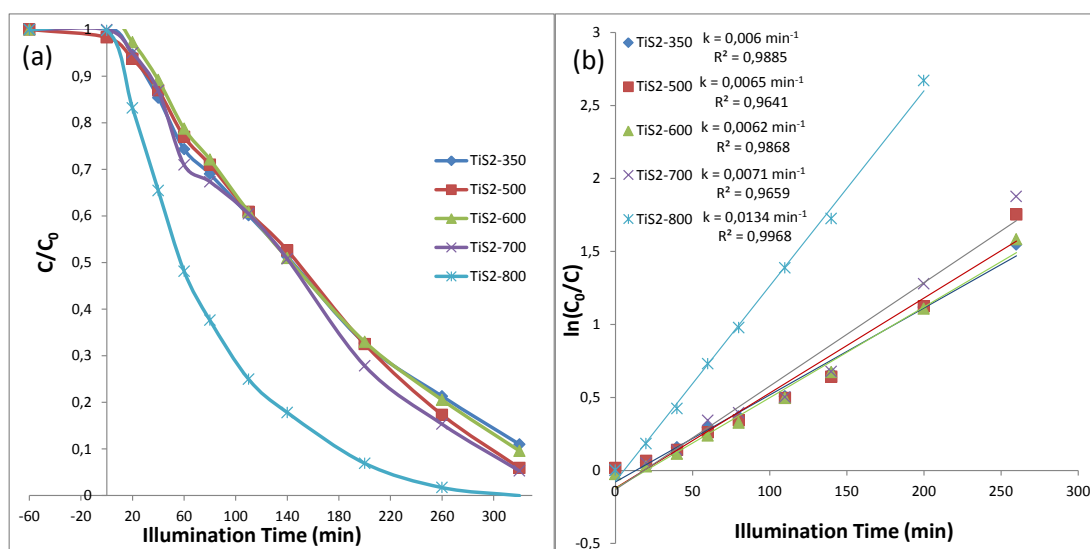 (a)
C/C0
1
0,9
0,8
0,7
0,6
0,5
0,4
0,3
0,2
0,1
0
-60 -20 20 60 100 140 180 220 260 300
Illumination Time (min)
TiS2-350
TiS2-500
TiS2-600
TiS2-700
TiS2-800
(b)
ln(C0/C)
3
2,5
2
1,5
1
0,5
0
-0,5
0 50 100 150 200 250 300
Illumination Time (min)
TiS2-350 k = 0,006 min-1
R² = 0,9885
TiS2-500 k = 0,0065 min-1
R² = 0,9641
TiS2-600 k = 0,0062 min-1
R² = 0,9868
TiS2-700 k = 0,0071 min-1
R² = 0,9659
TiS2-800 k = 0,0134 min-1
R² = 0,9968